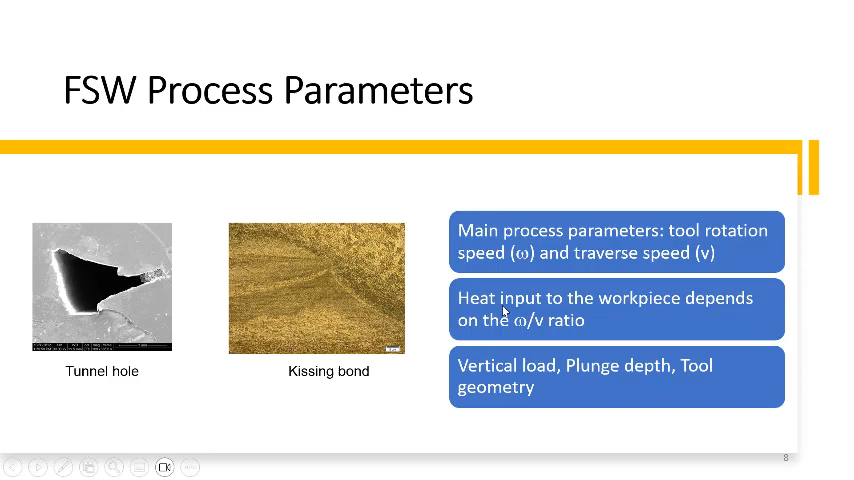 FSW Process Parameters
Main process parameters: tool rotation
speed (ω) and traverse speed (v)
Heat input to the workpiece depends
on the ω/v ratio
Vertical load, Plunge depth, Tool
geometry
Tunnel hole
Kissing bond
8